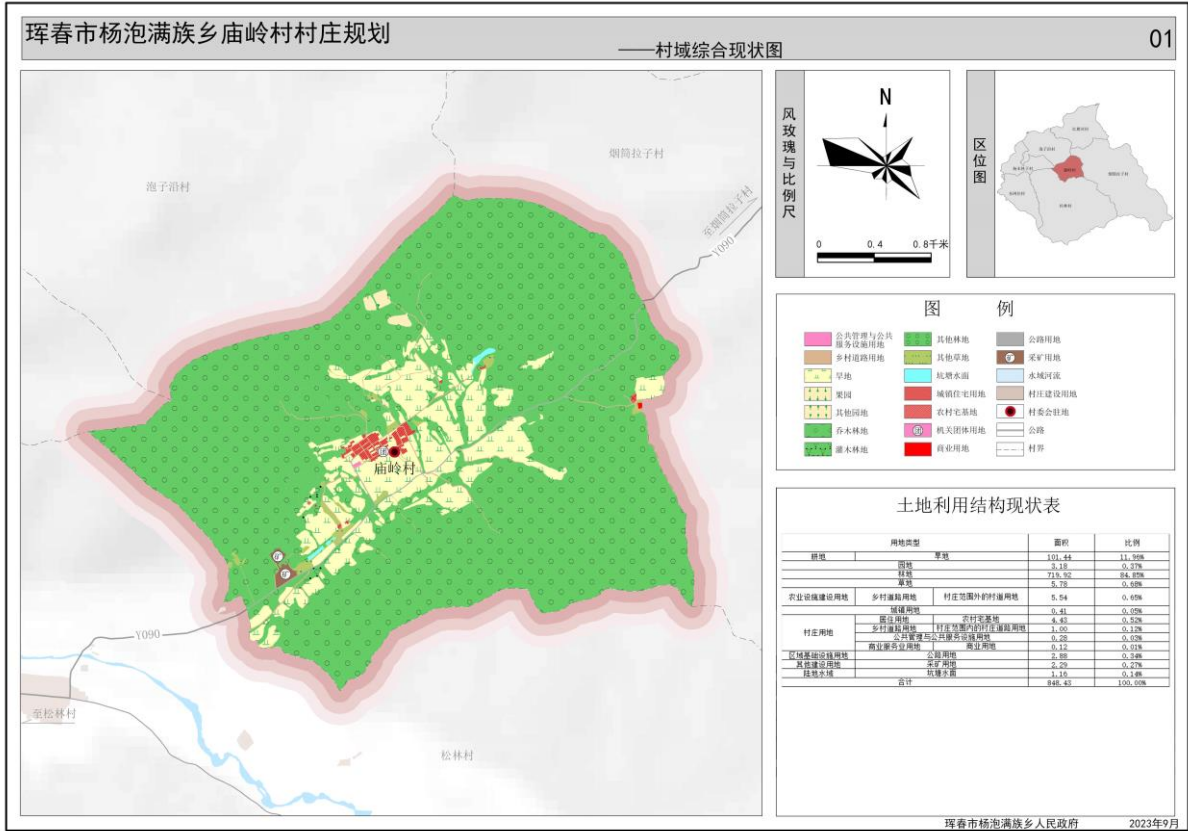 珲春市杨泡满族乡庙岭村村庄规划
——村域综合现状图
01
泡子沿村
烟筒拉子村
至烟筒拉子村
Y090
庙岭村
团
矿
矿
Y090
至松林村
松林村
风玫瑰与比例尺
N
0 0.4 0.8千米
区位图
图 例
公共管理与公共
服务设施用地
乡村道路用地
旱地
果园
其他园地
乔木林地
灌木林地
其他林地
其他草地
坑塘水面
城镇住宅用地
农村宅基地
团 机关团体用地
商业用地
公路用地
矿 采矿用地
水域河流
村庄建设用地
村委会驻地
公路
村界
土地利用结构现状表
用地类型 面积 比例
耕地 旱地 101.44 11.96%
园地 3.18 0.37%
林地 719.92 84.85%
草地 5.78 0.68%
农业设施建设用地 乡村道路用地 村庄范围外的村道用地 5.54 0.65%
城镇用地 0.41 0.05%
村庄用地 居住用地 农村宅基地 4.43 0.52%
乡村道路用地 村庄范围内的村庄道路用地 1.00 0.12%
公共管理与公共服务设施用地 0.28 0.03%
商业服务业用地 商业用地 0.12 0.01%
区域基础设施用地 公路用地 2.88 0.34%
其他建设用地 采矿用地 2.29 0.27%
陆地水域 坑塘水面 1.16 0.14%
合计 848.43 100.00%
珲春市杨泡满族乡人民政府 2023年9月